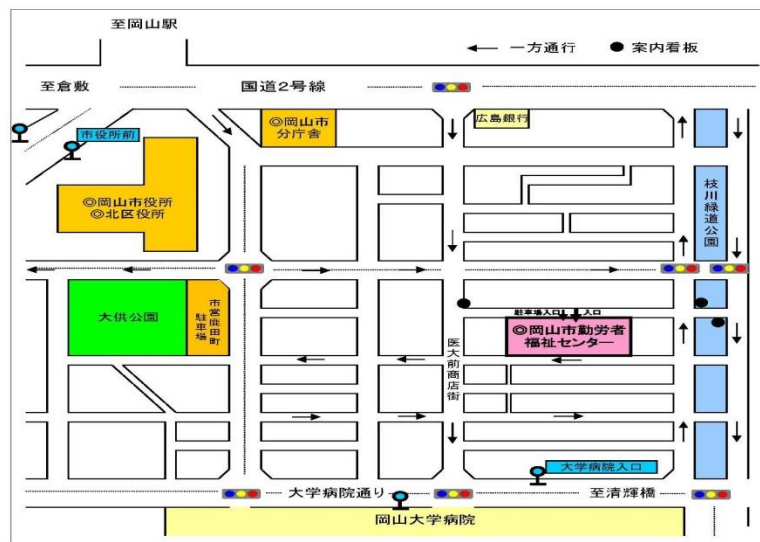 至岡山駅
一方通行
案内看板
至倉敷
国道2号線
市役所前
◎岡山市
分庁舎
広島銀行
◎岡山市役所
◎北区役所
枝川緑道公園
大供公園
市営鹿田町
駐車場
駐車場入口
入口
◎岡山市勤労者
福祉センター
医大前商店街
大学病院入口
大学病院通り
至清輝橋
岡山大学病院